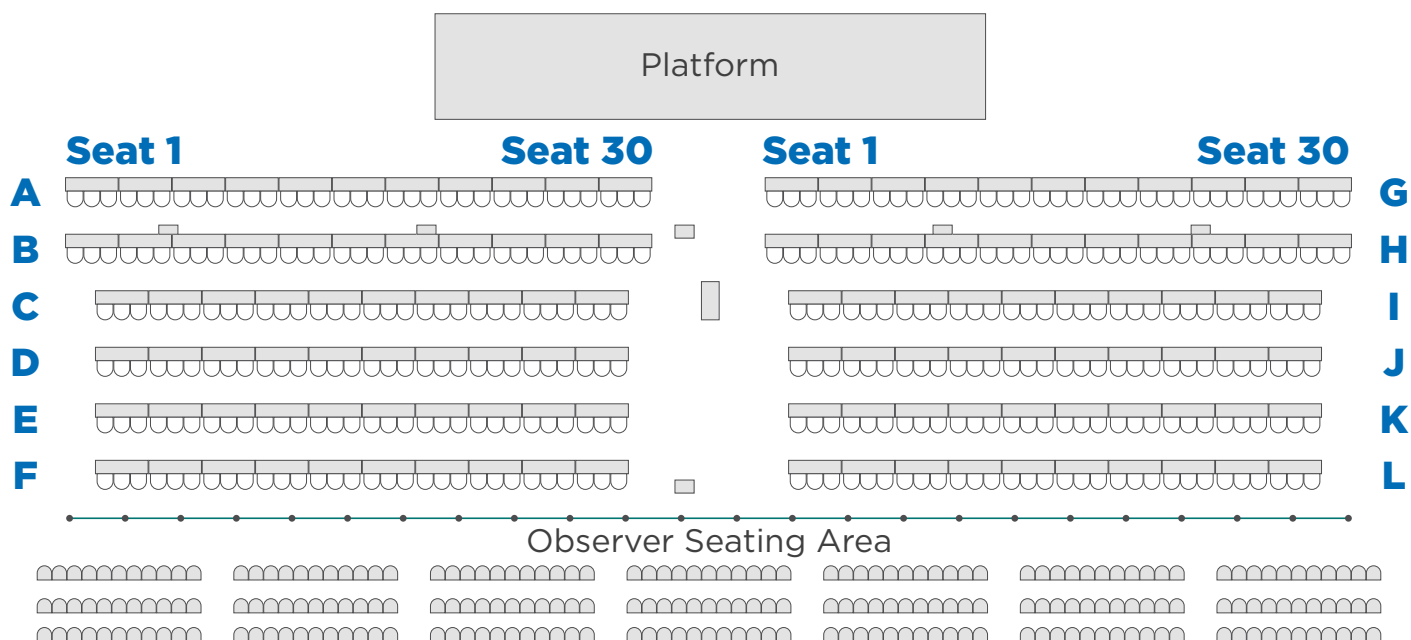 Platform
Seat 1 Seat 30 Seat 1 Seat 30
A G
B H
C I
D J
E K
F L
Observer Seating Area